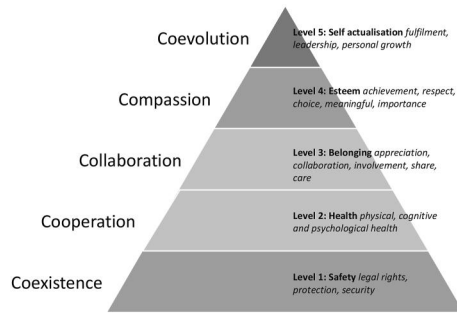 Coevolution
Level 5: Self actualisation fulfilment,
leadership, personal growth
Compassion
Level 4: Esteem achievement, respect,
choice, meaningful, importance
Collaboration
Level 3: Belonging appreciation,
collaboration, involvement, share,
care
Cooperation
Level 2: Health physical, cognitive
and psychological health
Coexistence
Level 1: Safety legal rights,
protection, security